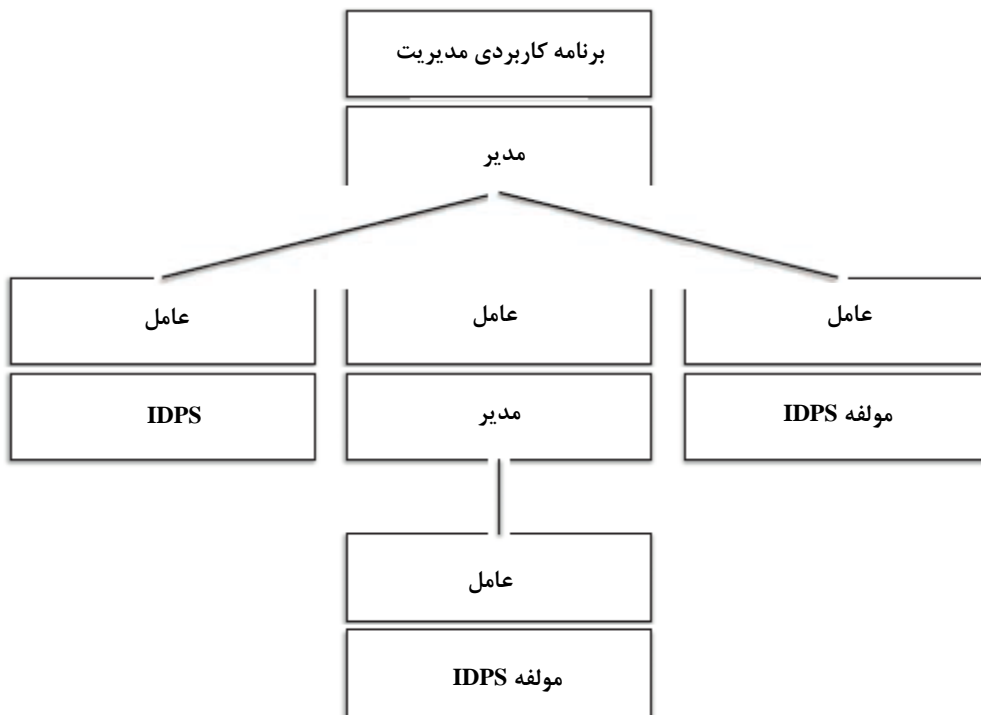 برنامه کاربردی مدیریت
مدیر
عامل
عامل
عامل
IDPS
مدیر
مولفه IDPS
عامل
مولفه IDPS